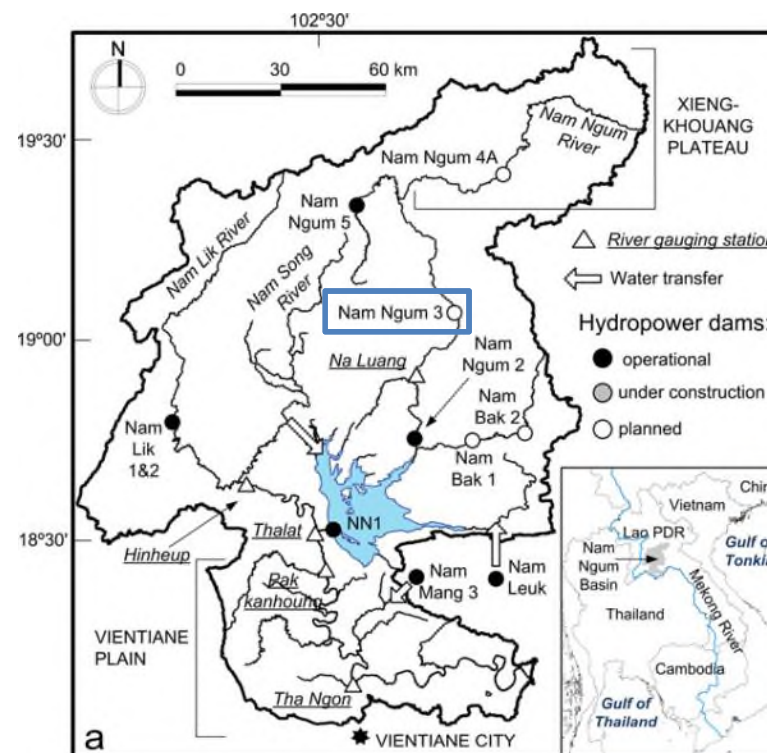 102º30'
N
0 30 60 km
XIENG-
KHOUANG
PLATEAU
19º30'
Nam Ngum
River
Nam Ngum 4A
Nam
Ngum 5
River gauging station
Nam Lik River
Nam Song
River
Water transfer
Nam Ngum 3
Hydropower dams:
19º00'
Na Luang
Nam
Ngum 2
operational
Nam
Bak 2
under construction
Nam
Lik
1&2
planned
Nam
Bak 1
NN1
Thalat
18º30'
Hinheup
Pak
kanhoung
Nam
Mang 3
Nam
Leuk
VIENTIANE
PLAIN
Tha Ngon
a
VIENTIANE CITY
Chin
Vietnam
Lao PDR
Gulf of
Tonkin
Nam
Ngum
Basin
Thailand
Mekong River
Cambodia
Gulf of
Thailand